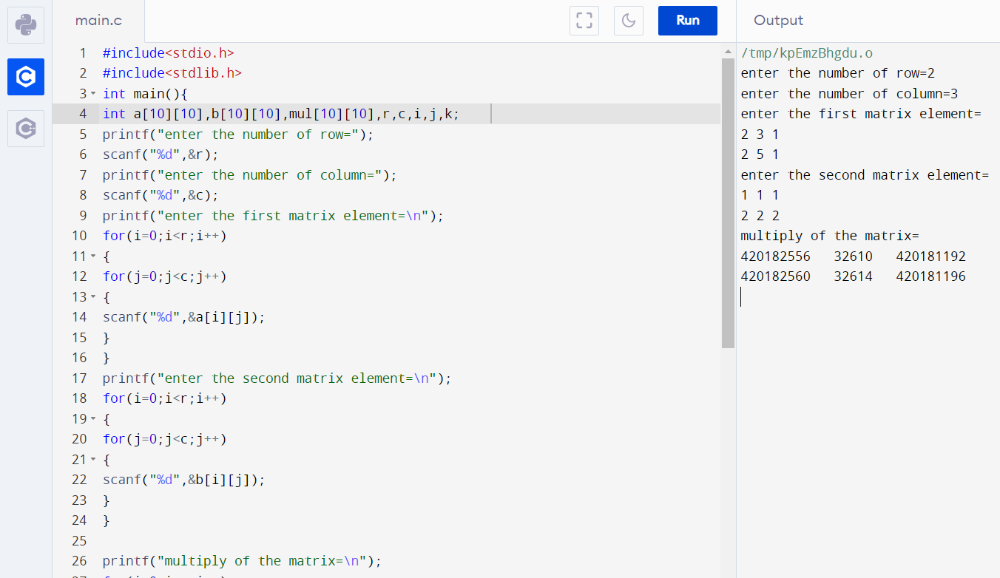 main.c
Run
Output
1 #include<stdio.h>
2 #include<stdlib.h>
3 int main(){
4 int a[10][10],b[10][10],mul[10][10],r,c,i,j,k;
5 printf("enter the number of row=");
6 scanf("%d",&r);
7 printf("enter the number of column=");
8 scanf("%d",&c);
9 printf("enter the first matrix element=\n");
10 for(i=0;i<r;i++)
11 {
12 for(j=0;j<c;j++)
13 {
14 scanf("%d",&a[i][j]);
15 }
16 }
17 printf("enter the second matrix element=\n");
18 for(i=0;i<r;i++)
19 {
20 for(j=0;j<c;j++)
21 {
22 scanf("%d",&b[i][j]);
23 }
24 }
25
26 printf("multiply of the matrix=\n");
/tmp/kpEmzBhgdu.o
enter the number of row=2
enter the number of column=3
enter the first matrix element=
2 3 1
2 5 1
enter the second matrix element=
1 1 1
2 2 2
multiply of the matrix=
420182556 32610 420181192
420182560 32614 420181196